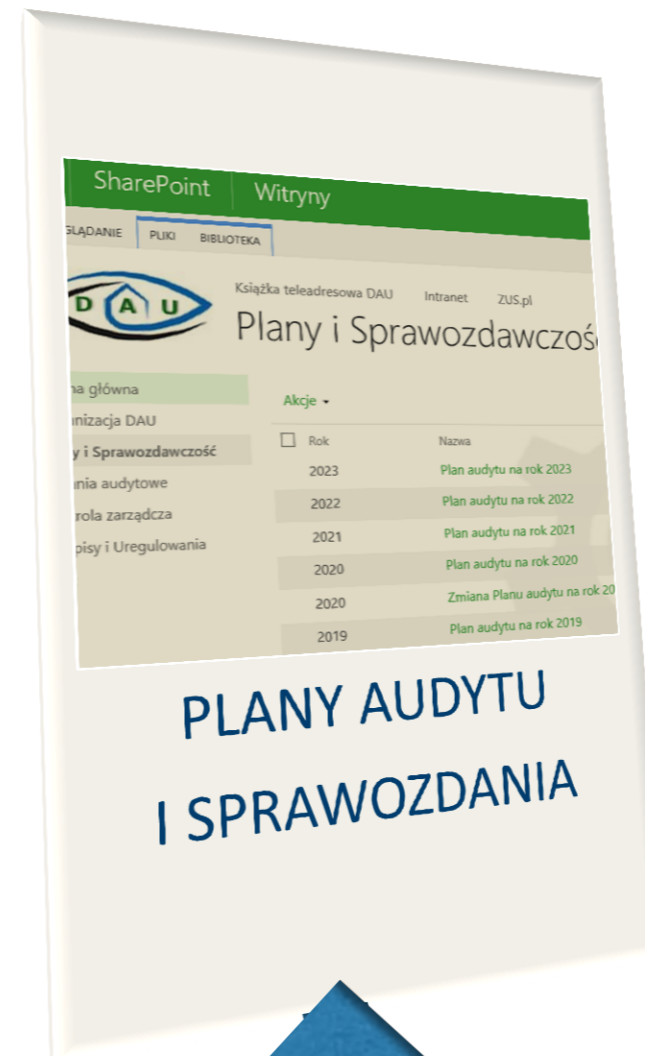 SharePoint Witryny
GLĄDANIE PLIKI BIBLIOTEKA
DAU
Książka teleadresowa DAU Intranet ZUS.pl
Plany i Sprawozdawczoś
na główna
nizacja DAU
y i Sprawozdawczość
nia audytowe
rola zarządcza
pisy i Uregulowania
Akcje
Rok Nazwa
2023 Plan audytu na rok 2023
2022 Plan audytu na rok 2022
2021 Plan audytu na rok 2021
2020 Plan audytu na rok 2020
2020 Zmiana Planu audytu na rok 20
2019 Plan audytu na rok 2019
PLANY AUDYTU
I SPRAWOZDANIA